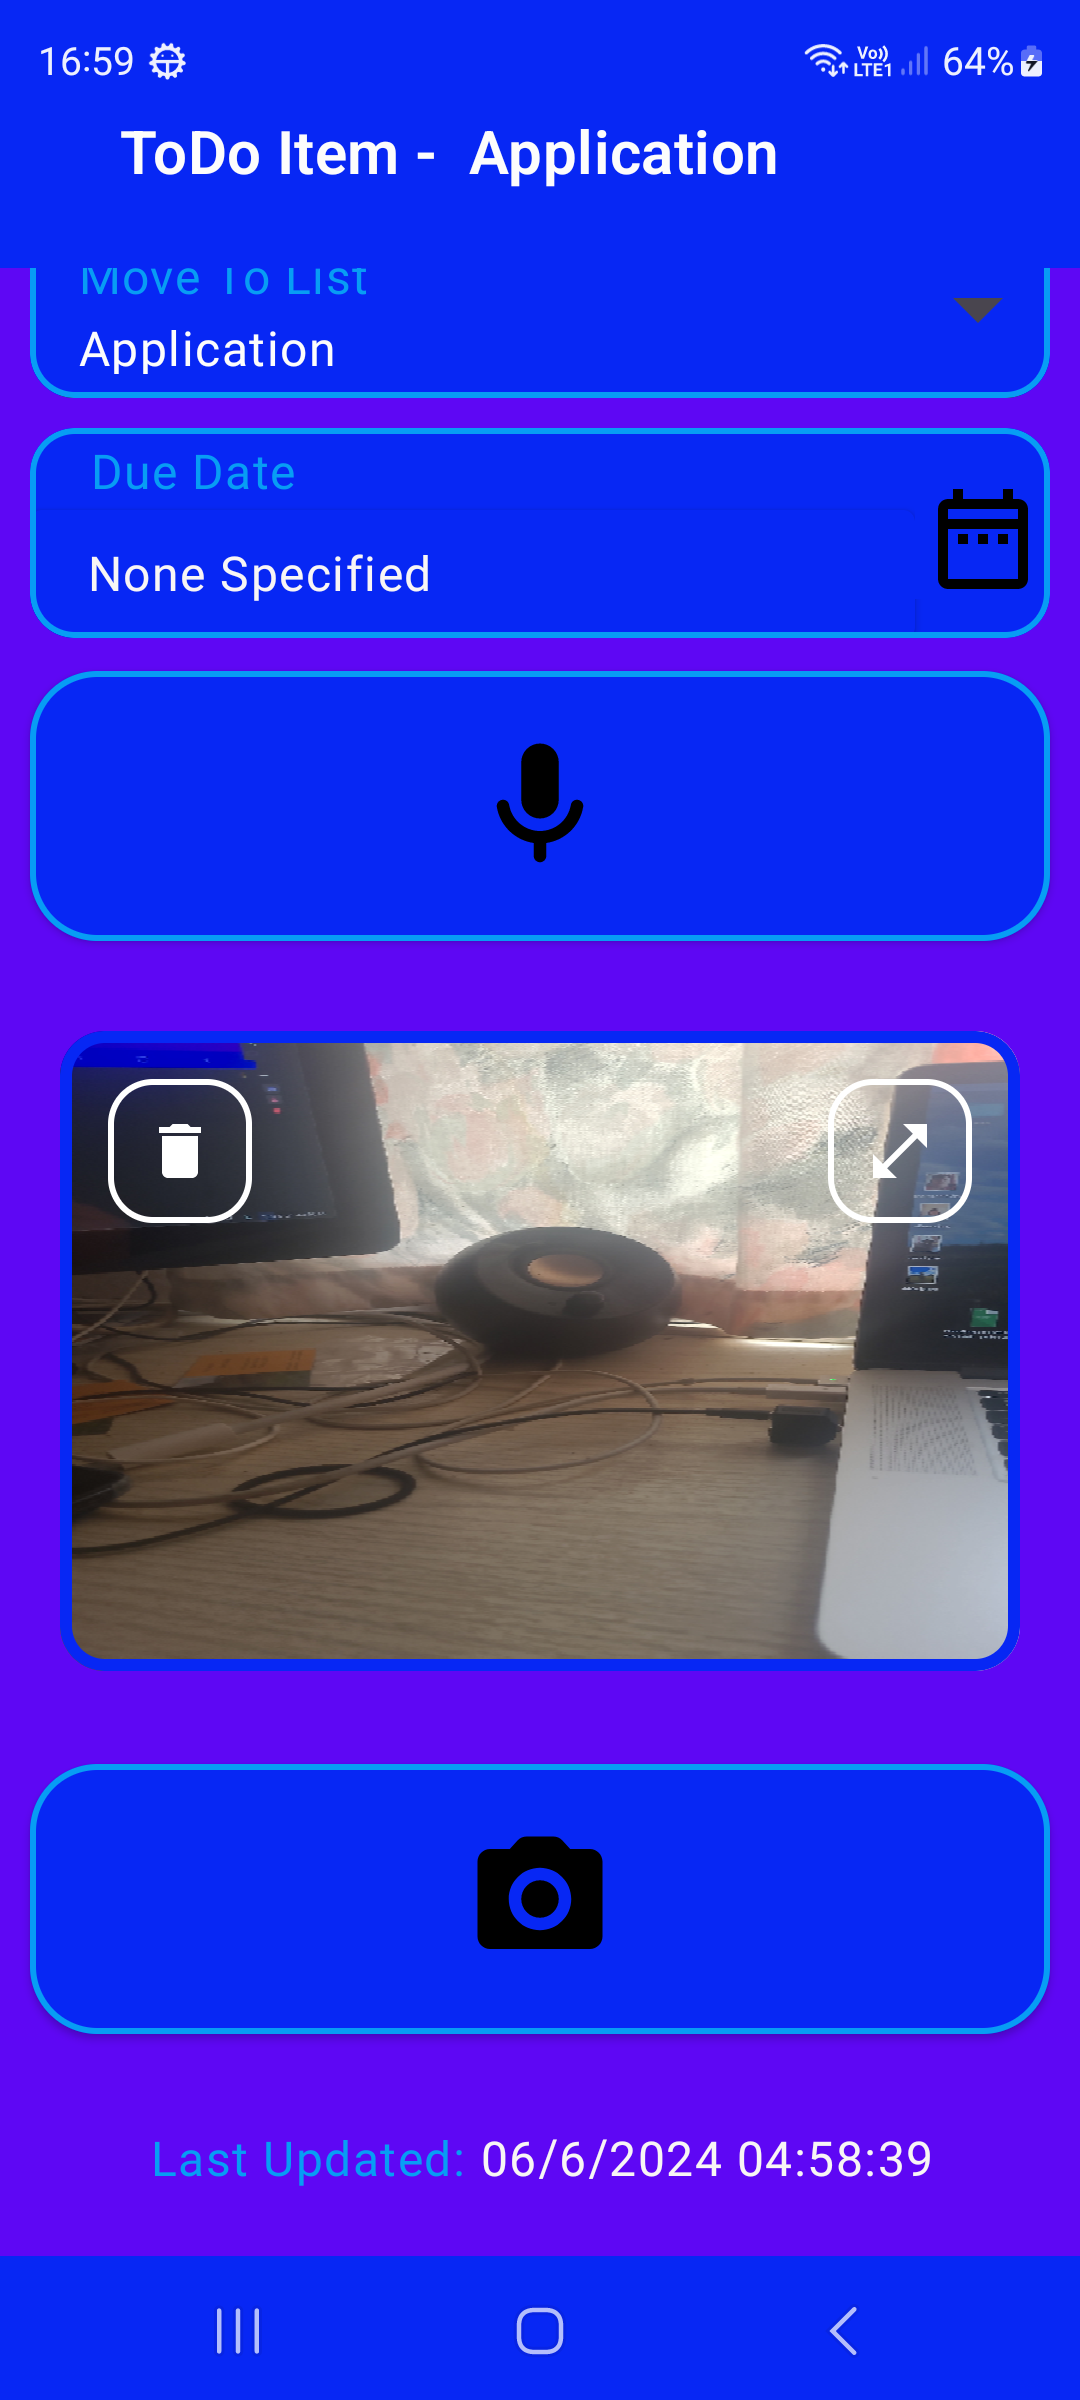 16:59
Vo)) LTE1 64%
ToDo Item -  Application
Move To List
Application
Due Date
None Specified
Last Updated: 06/6/2024 04:58:39